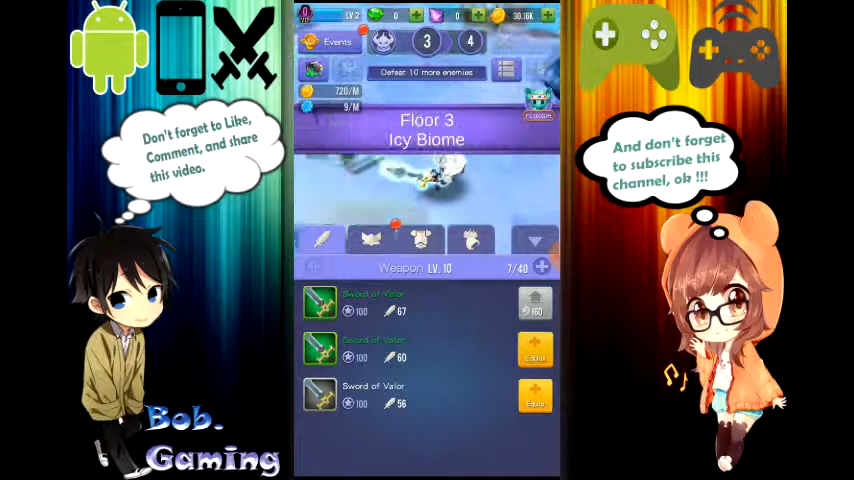 0
VIP
LV.2
0
0
30.16K
Events
3
4
Defeat 10 more enemies
720/M
9/M
Floor 3
Icy Biome
Don't forget to Like,
Comment, and share
this video.
And don't forget
to subscribe this
channel, ok !!!
Weapon LV. 10
7/40
Sword of Valor
100
67
160
Sword of Valor
100
60
Equip
Sword of Valor
100
56
Equip
Bob.
Gaming